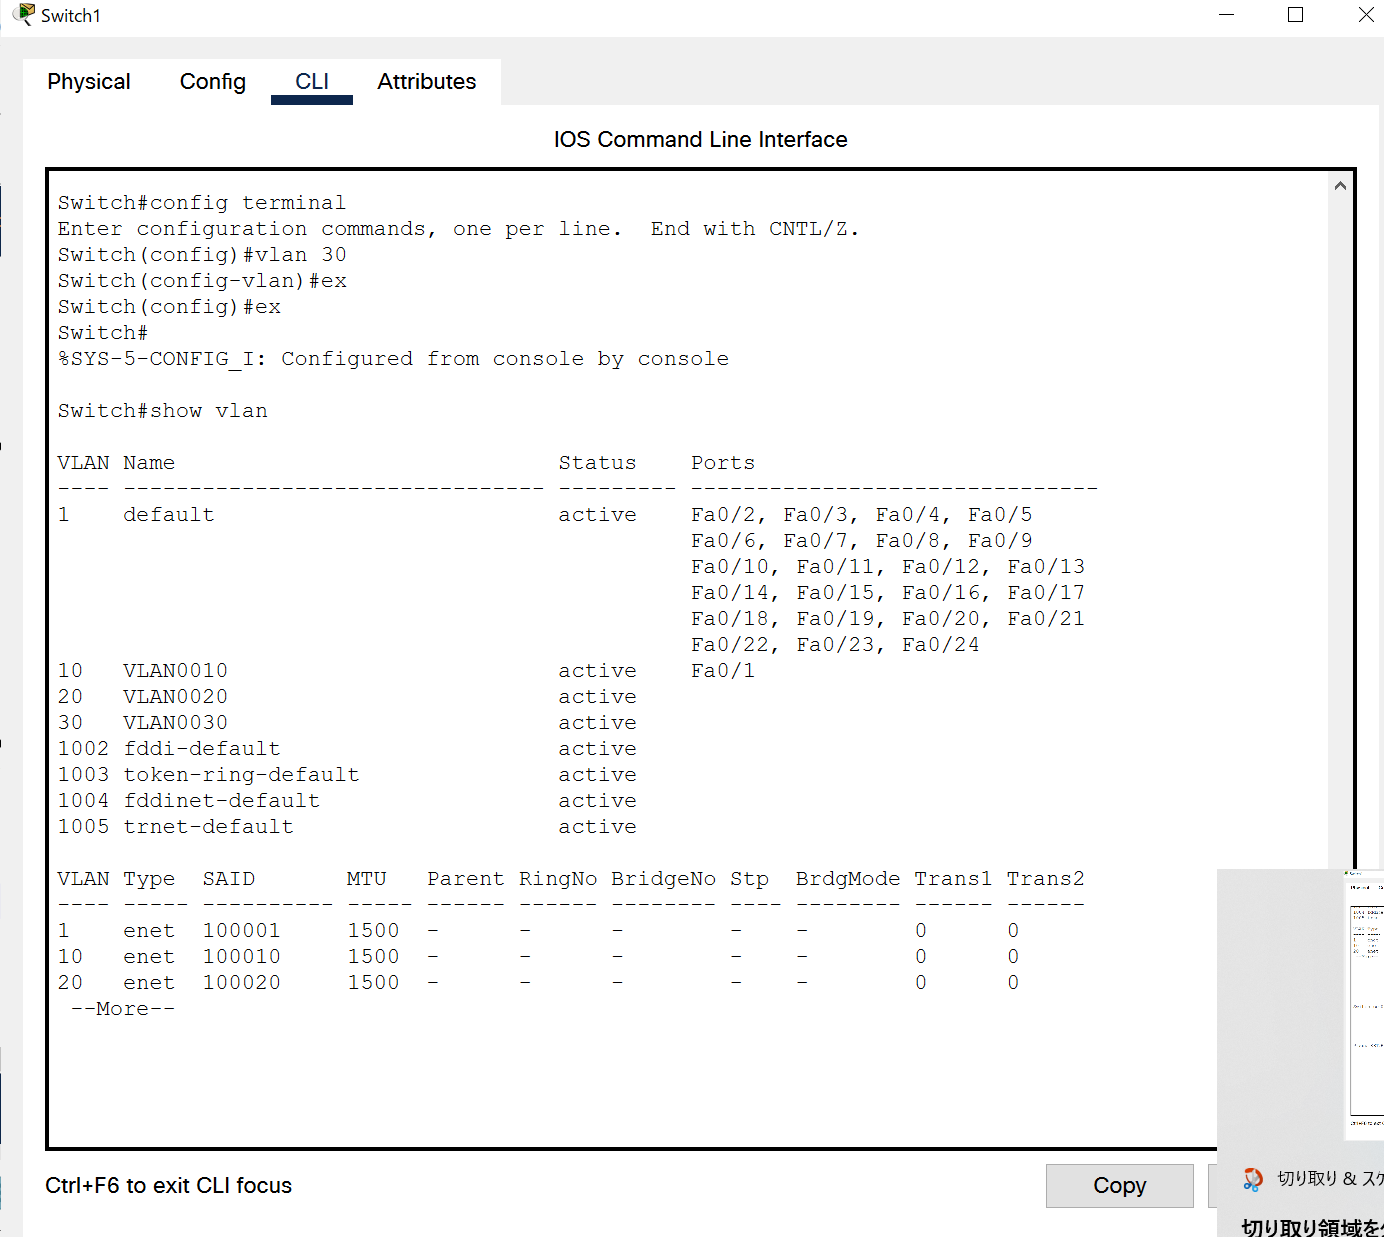 Switch1
Physical Config CLI Attributes
IOS Command Line Interface
Switch#config terminal
Enter configuration commands, one per line.  End with CNTL/Z.
Switch(config)#vlan 30
Switch(config-vlan)#ex
Switch(config)#ex
Switch#
%SYS-5-CONFIG_I: Configured from console by console
Switch#show vlan
VLAN Name                             Status    Ports
---- -------------------------------- --------- -------------------------------
1    default                          active    Fa0/2, Fa0/3, Fa0/4, Fa0/5
                                                Fa0/6, Fa0/7, Fa0/8, Fa0/9
                                                Fa0/10, Fa0/11, Fa0/12, Fa0/13
                                                Fa0/14, Fa0/15, Fa0/16, Fa0/17
                                                Fa0/18, Fa0/19, Fa0/20, Fa0/21
                                                Fa0/22, Fa0/23, Fa0/24
10   VLAN0010                         active    Fa0/1
20   VLAN0020                         active
30   VLAN0030                         active
1002 fddi-default                     active
1003 token-ring-default               active
1004 fddinet-default                  active
1005 trnet-default                    active
VLAN Type  SAID       MTU   Parent RingNo BridgeNo Stp  BrdgMode Trans1 Trans2
---- ----- ---------- ----- ------ ------ -------- ---- -------- ------ ------
1    enet  100001     1500  -      -      -        -    -        0      0
10   enet  100010     1500  -      -      -        -    -        0      0
20   enet  100020     1500  -      -      -        -    -        0      0
 --More--
Ctrl+F6 to exit CLI focus
Copy
切り取り & スケ
切り取り領域を